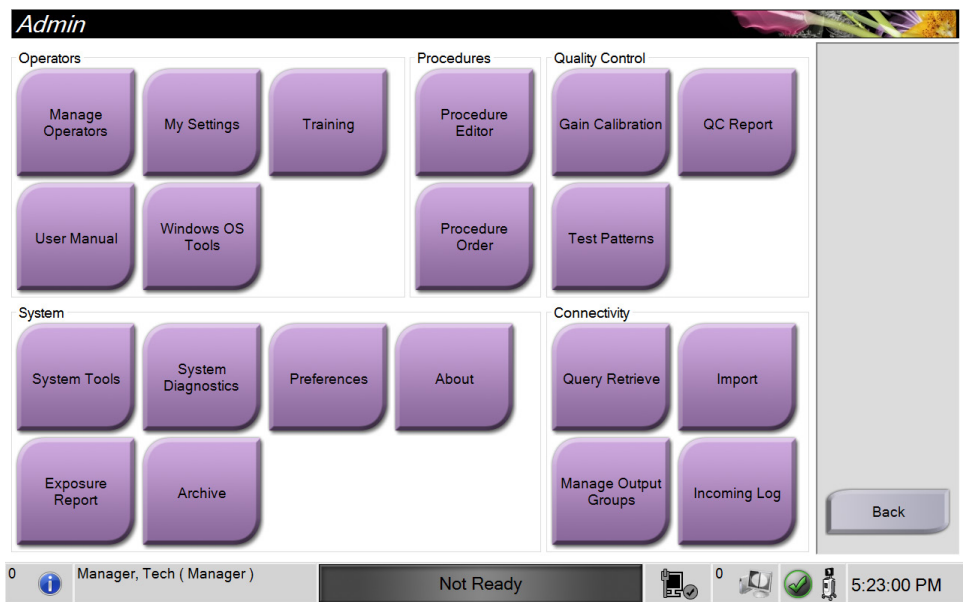 Admin
Operators
Manage
Operators
My Settings
Training
User Manual
Windows OS
Tools
Procedures
Procedure
Editor
Procedure
Order
Quality Control
Gain Calibration
QC Report
Test Patterns
System
System Tools
System
Diagnostics
Preferences
About
Exposure
Report
Archive
Connectivity
Query Retrieve
Import
Manage Output
Groups
Incoming Log
Back
0
Manager, Tech ( Manager )
Not Ready
0
5:23:00 PM